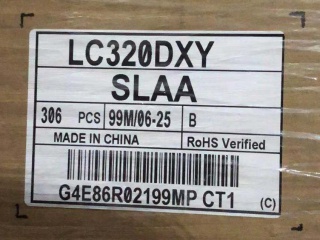 LC320DXY
SLAA
306 PCS 99M/06-25 B
MADE IN CHINA RoHS Verified
G4E86R02199MP CT1 (C)